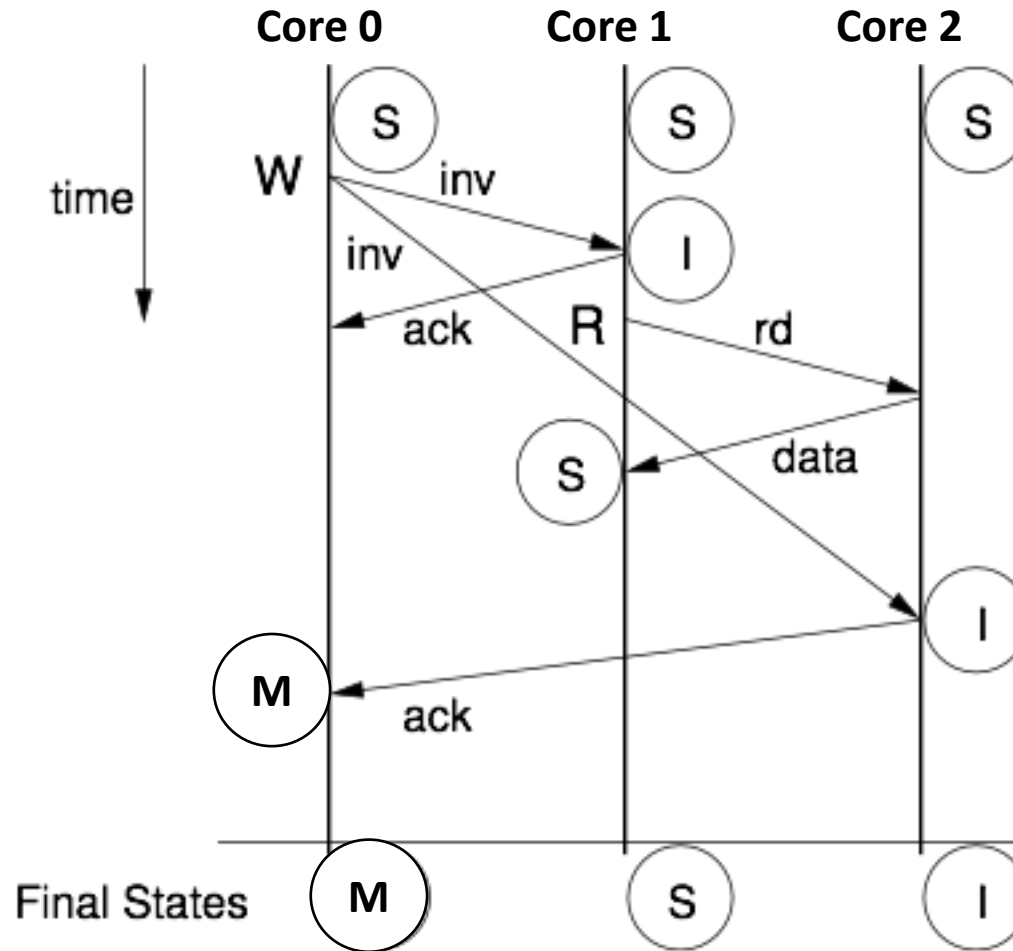 Core 0 Core 1 Core 2
S S S
W inv
time
I
inv
ack R rd
data
S
I
M
ack
Final States M S I